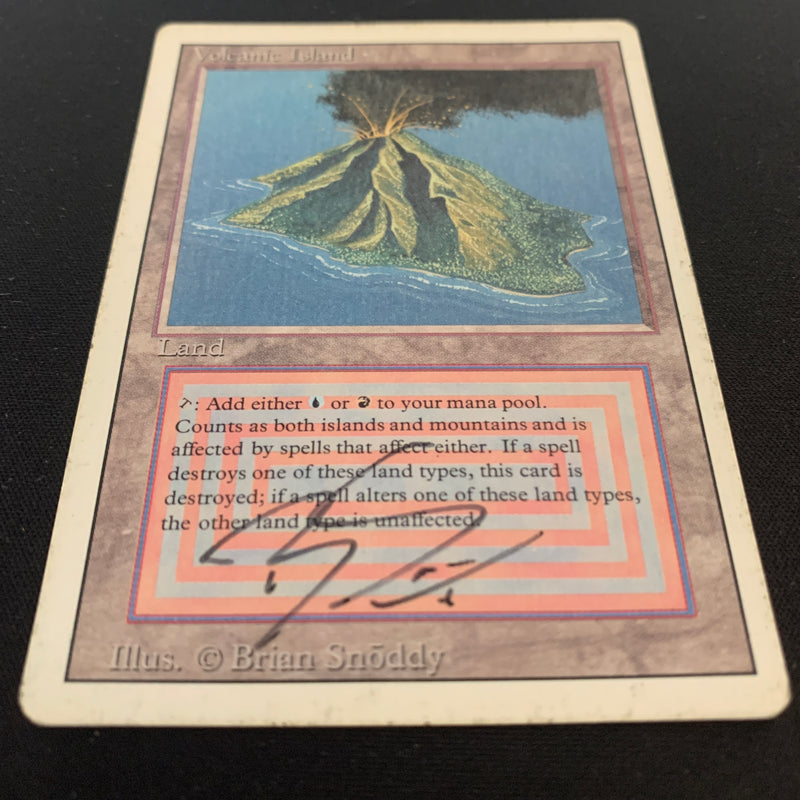 Volcanic Island
Land
: Add either or to your mana pool.
Counts as both islands and mountains and is
affected by spells that affect either. If a spell
destroys one of these land types, this card is
destroyed; if a spell alters one of these land types,
the other land type is unaffected.
Illus. © Brian Snōddy